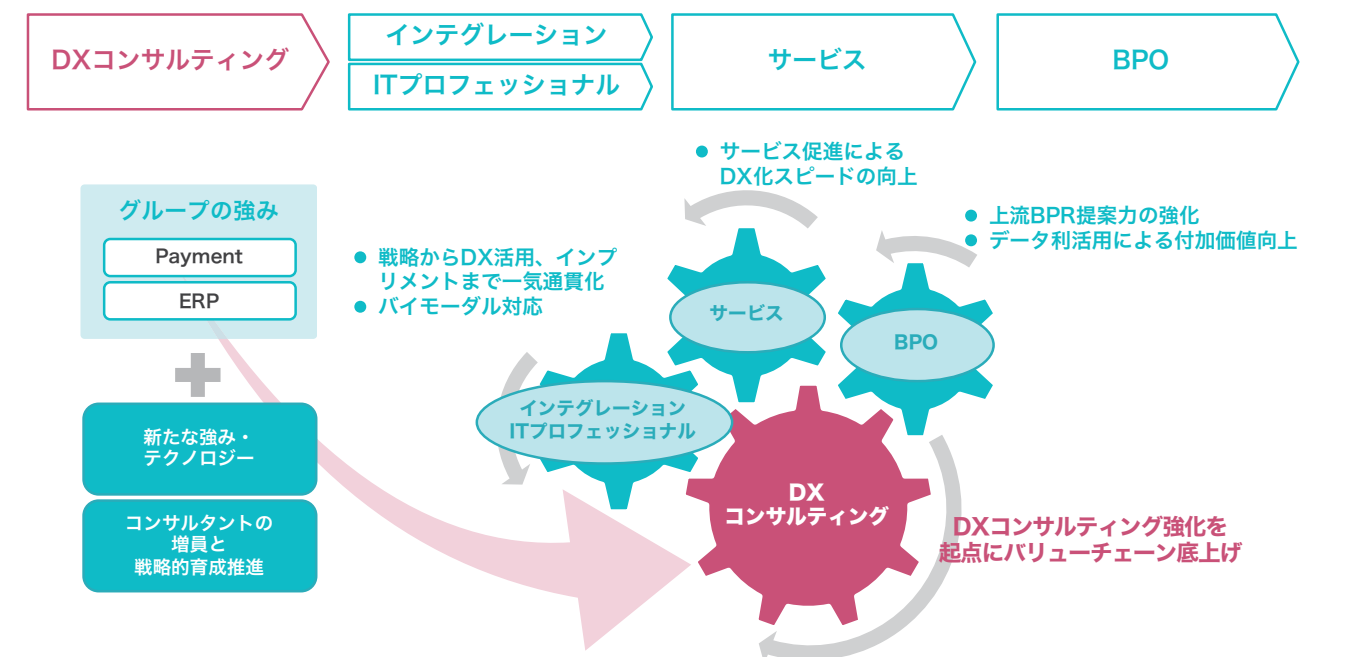 DXコンサルティング
インテグレーション
ITプロフェッショナル
サービス
BPO
グループの強み
Payment
ERP
新たな強み・
テクノロジー
コンサルタントの
増員と
戦略的育成推進
● 戦略からDX活用、インプ
リメントまで一気通貫化
● バイモーダル対応
● サービス促進による
DX化スピードの向上
● 上流BPR提案力の強化
● データ利活用による付加価値向上
サービス
BPO
インテグレーション
ITプロフェッショナル
DX
コンサルティング
DXコンサルティング強化を
起点にバリューチェーン底上げ